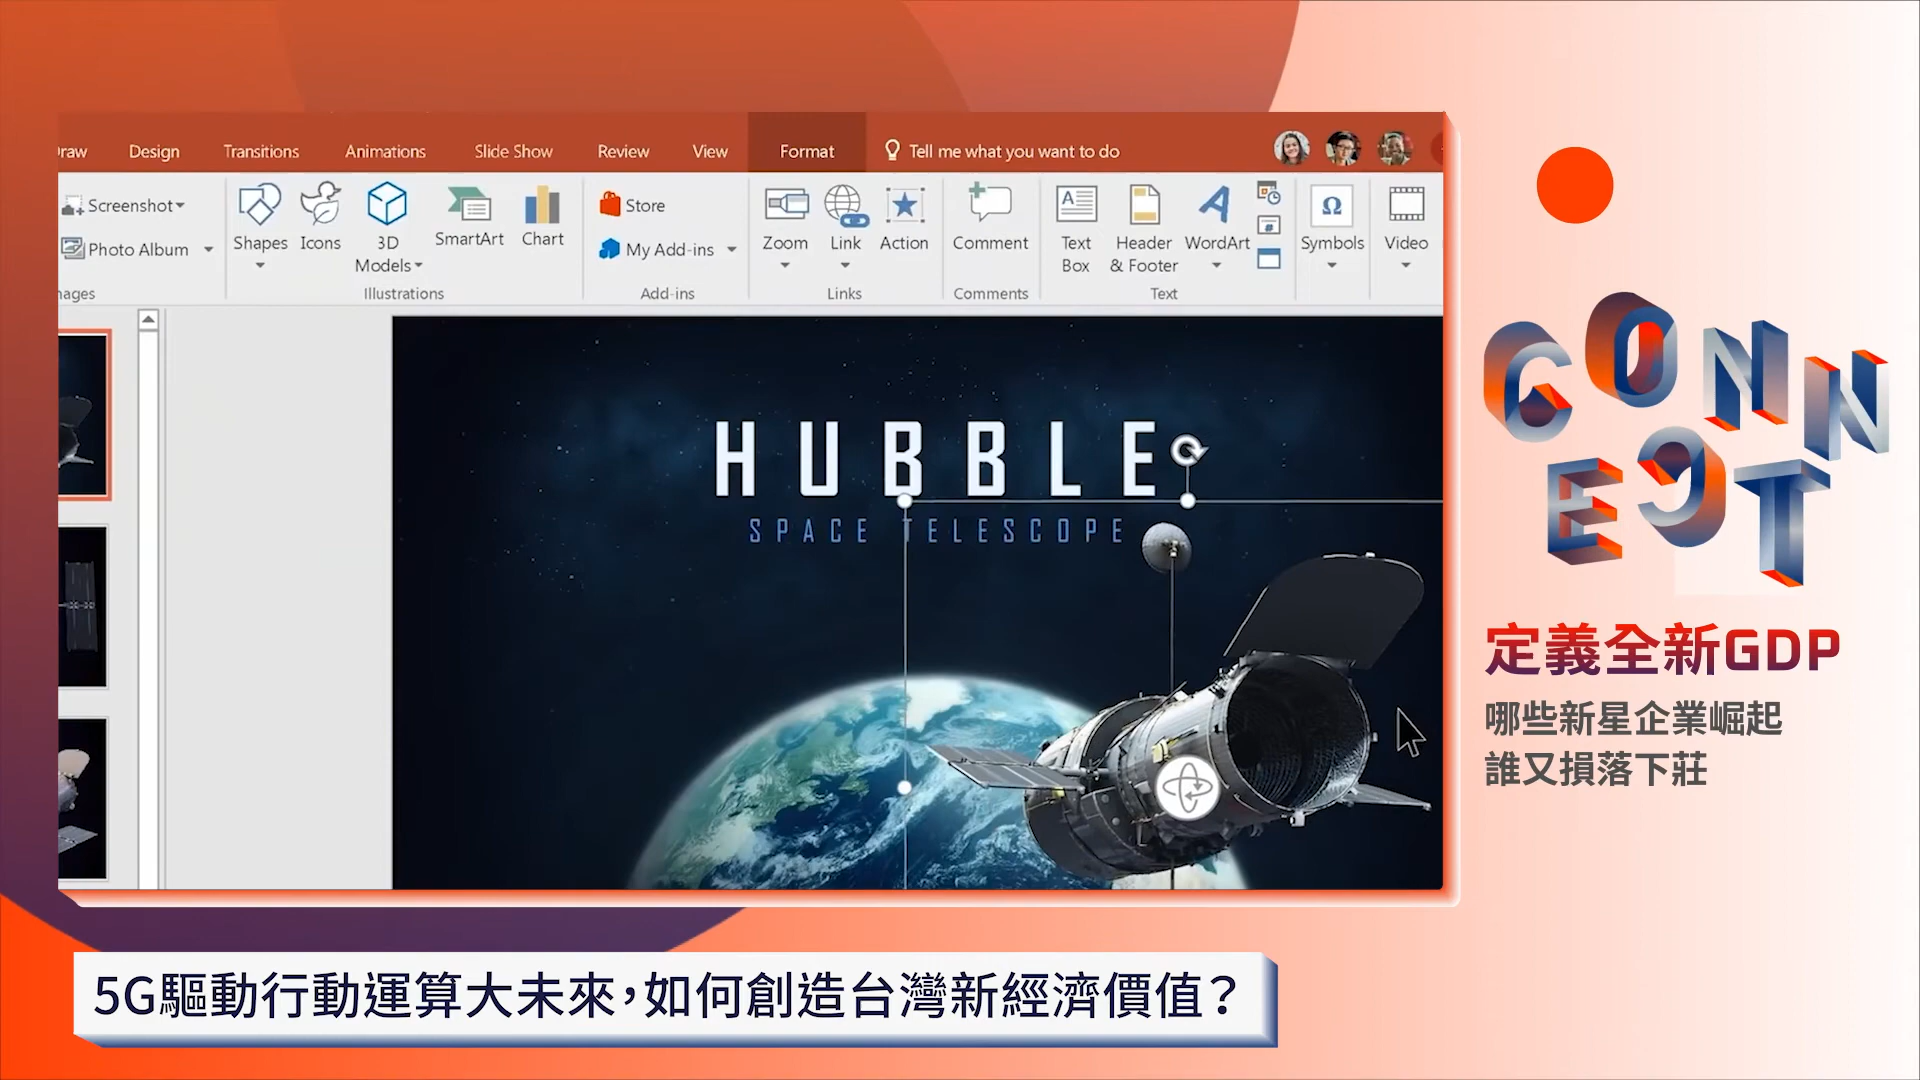 Draw Design Transitions Animations Slide Show Review View Format Tell me what you want to do
Screenshot
Photo Album
Images
Shapes
Icons
3D
Models
SmartArt
Chart
Illustrations
Store
My Add-ins
Add-ins
Zoom
Link
Action
Links
Comment
Comments
Text
Box
Header
& Footer
WordArt
Text
Symbols
Video
HUBBLE
SPACE TELESCOPE
CONN
ECT
定義全新GDP
哪些新星企業崛起
誰又損落下莊
5G驅動行動運算大未來,如何創造台灣新經濟價值?